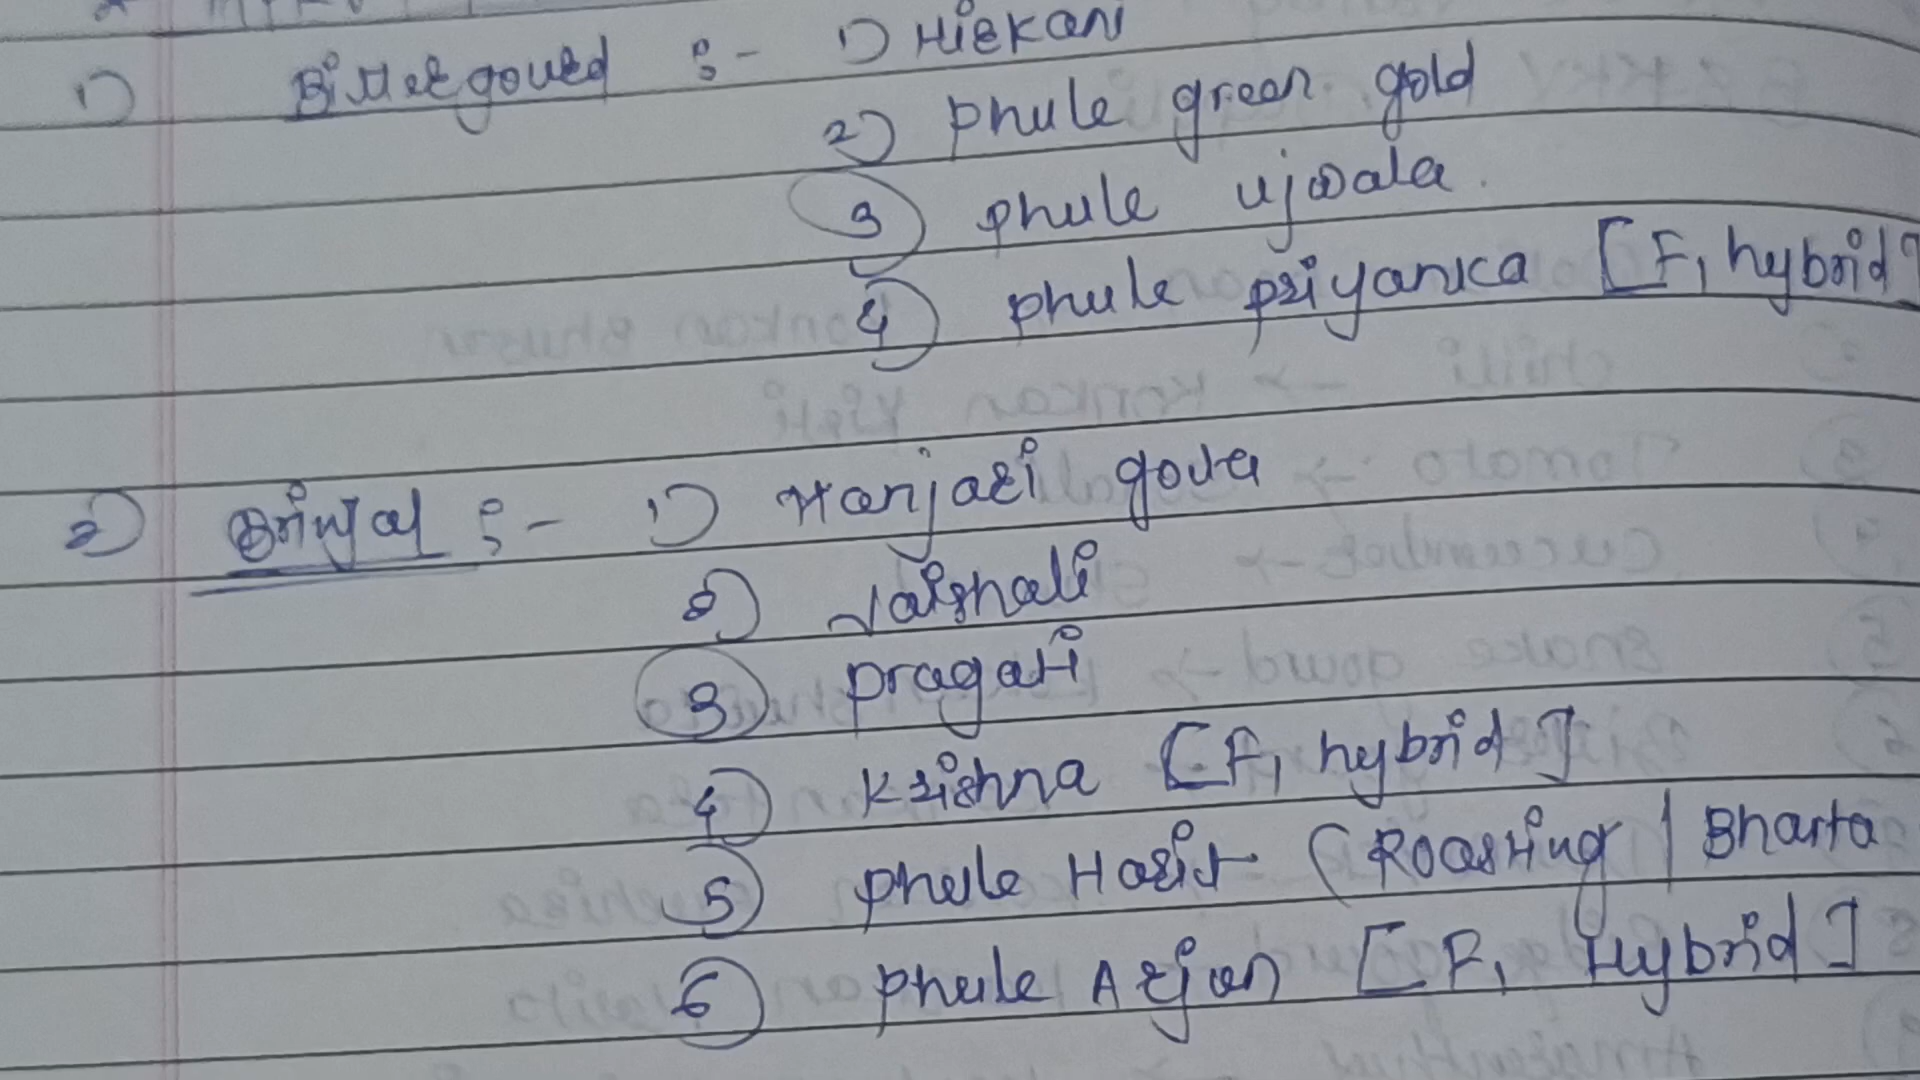 1) Bittergourd :- 1) Hirkani
2) phule green gold
3) phule ujwala.
4) phule priyanka [F1 hybrid]
2) Brinjal :- 1) Manjari gota
2) Vaishali
3) pragati
4) Krishna [F1 hybrid]
5) phule Harit (Roasting | Bharta
6) phule Arjun [F1 Hybrid]